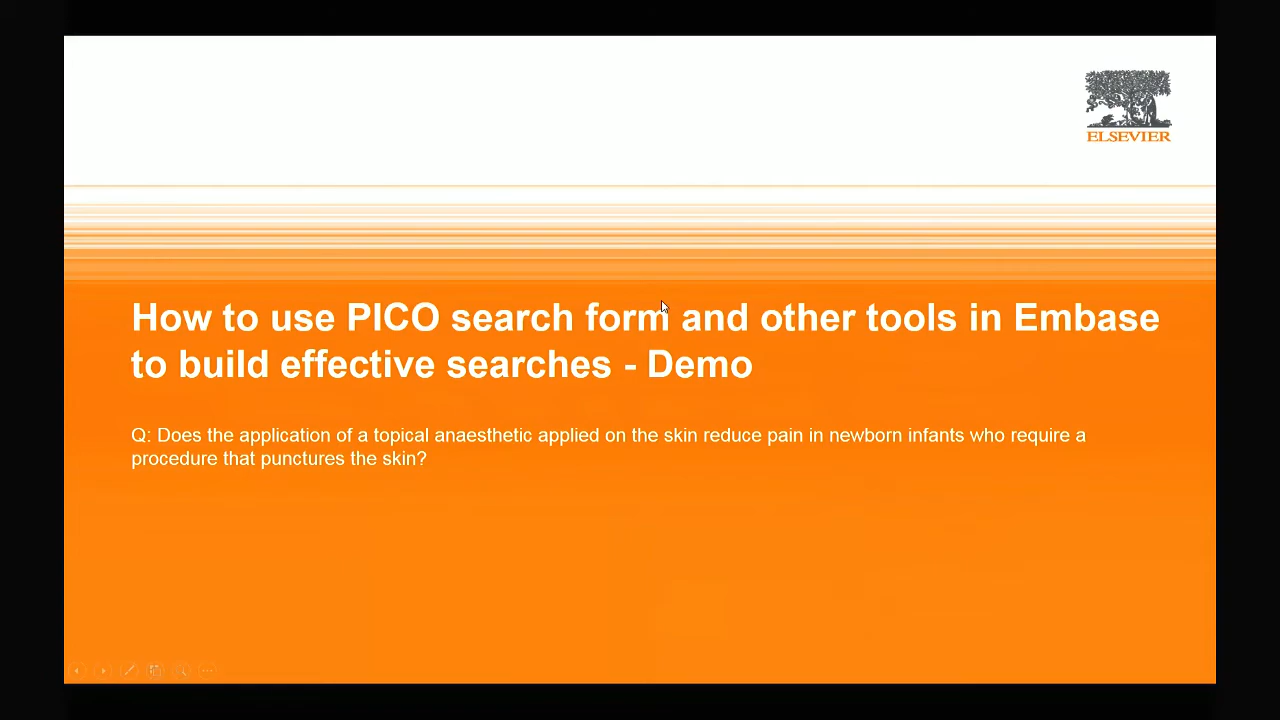 ELSEVIER
How to use PICO search form and other tools in Embase
to build effective searches - Demo
Q: Does the application of a topical anaesthetic applied on the skin reduce pain in newborn infants who require a
procedure that punctures the skin?